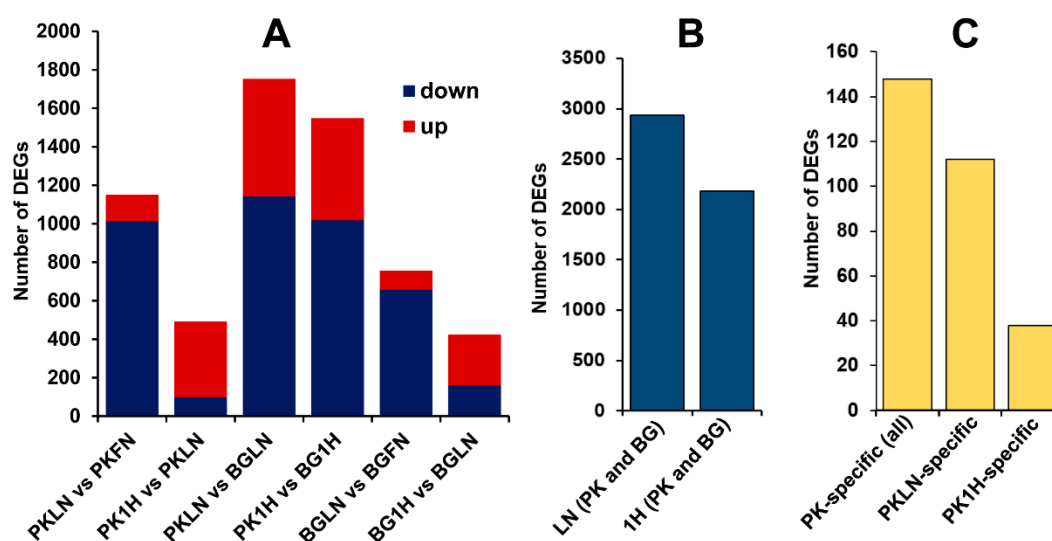 A
Number of DEGs
2000
1800
1600
1400
1200
1000
800
600
400
200
0
down
up
PKLN vs PKFN
PK1H vs PKLN
PKLN vs BGLN
PK1H vs BG1H
BGLN vs BGFN
BG1H vs BGLN
B
Number of DEGs
3500
3000
2500
2000
1500
1000
500
0
LN (PK and BG)
1H (PK and BG)
C
Number of DEGs
160
140
120
100
80
60
40
20
0
PK-specific (all)
PKLN-specific
PK1H-specific